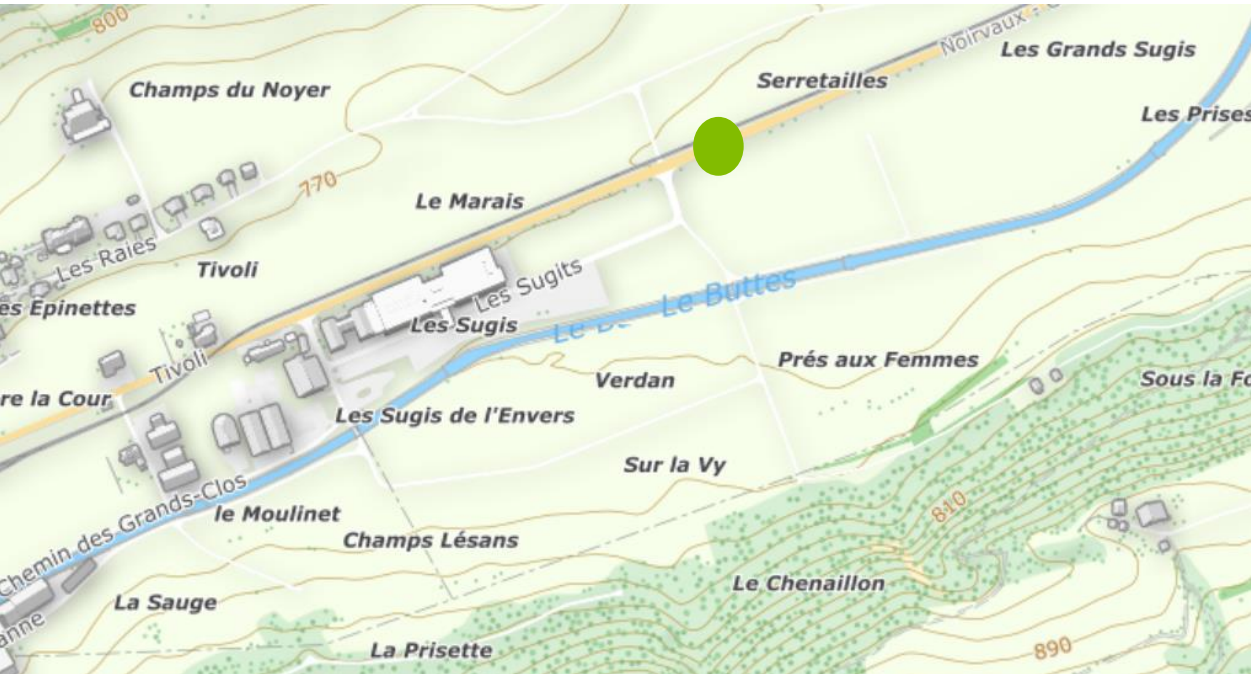 800
Noirvaux
Les Grands Sugis
Serretailles
Champs du Noyer
Les Prises
770
Le Marais
Les Raies
Tivoli
Les Sugits
Le Buttes
es Epinettes
Les Sugis
Le B
Tivoli
Prés aux Femmes
Verdan
Sous la Fo
re la Cour
Les Sugis de l'Envers
Sur la Vy
Chemin des Grands-Clos
810
le Moulinet
Champs Lésans
Le Chenaillon
La Sauge
anne
La Prisette
890